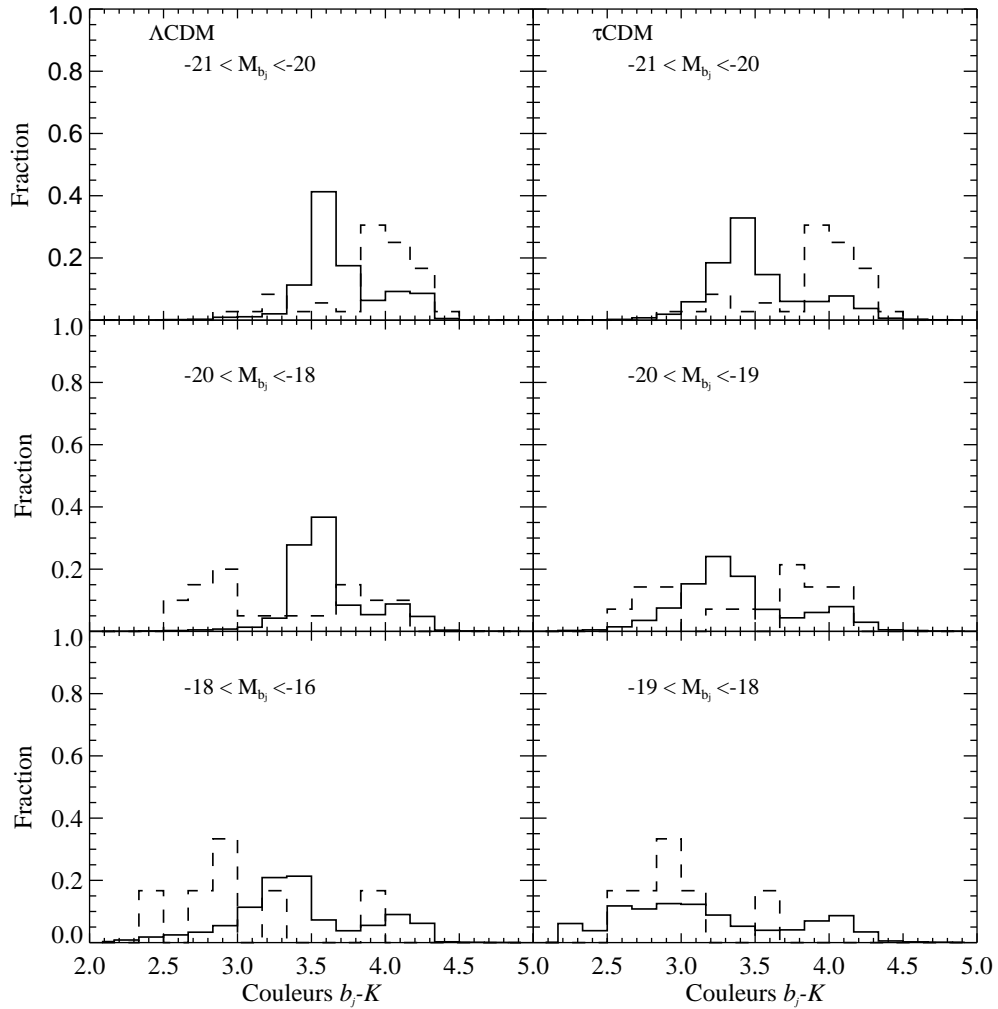 ΛCDM
-21 < M_bj <-20
τCDM
-21 < M_bj <-20
1.0
0.8
0.6
0.4
0.2
Fraction
-20 < M_bj <-18
-20 < M_bj <-19
1.0
0.8
0.6
0.4
0.2
Fraction
-18 < M_bj <-16
-19 < M_bj <-18
1.0
0.8
0.6
0.4
0.2
0.0
Fraction
2.0 2.5 3.0 3.5 4.0 4.5 5.0
2.5 3.0 3.5 4.0 4.5 5.0
Couleurs bj-K
Couleurs bj-K